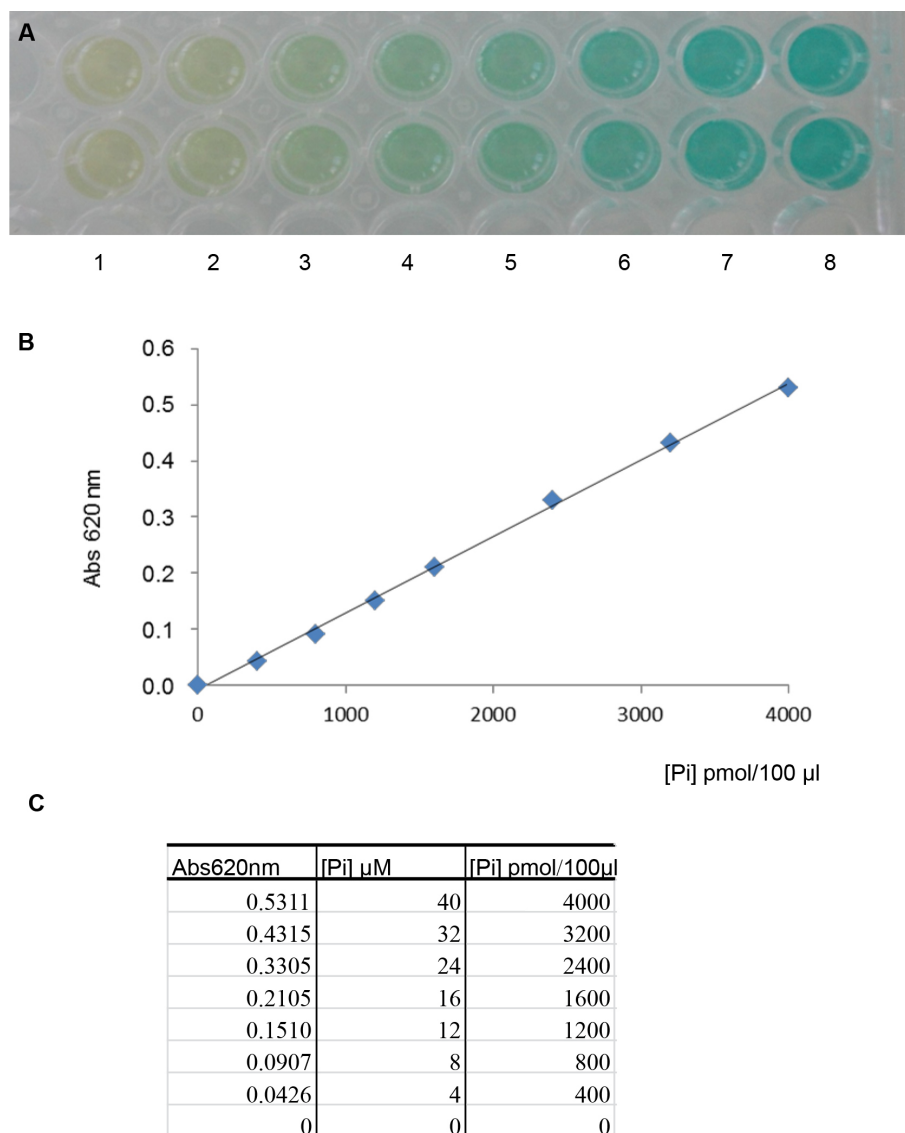 A
1 2 3 4 5 6 7 8
B
0.6
0.5
0.4
0.3
0.2
0.1
0.0
Abs 620 nm
0 1000 2000 3000 4000
[Pi] pmol/100 µl
C
Abs620nm [Pi] µM [Pi] pmol/100µl
0.5311 40 4000
0.4315 32 3200
0.3305 24 2400
0.2105 16 1600
0.1510 12 1200
0.0907 8 800
0.0426 4 400
0 0 0